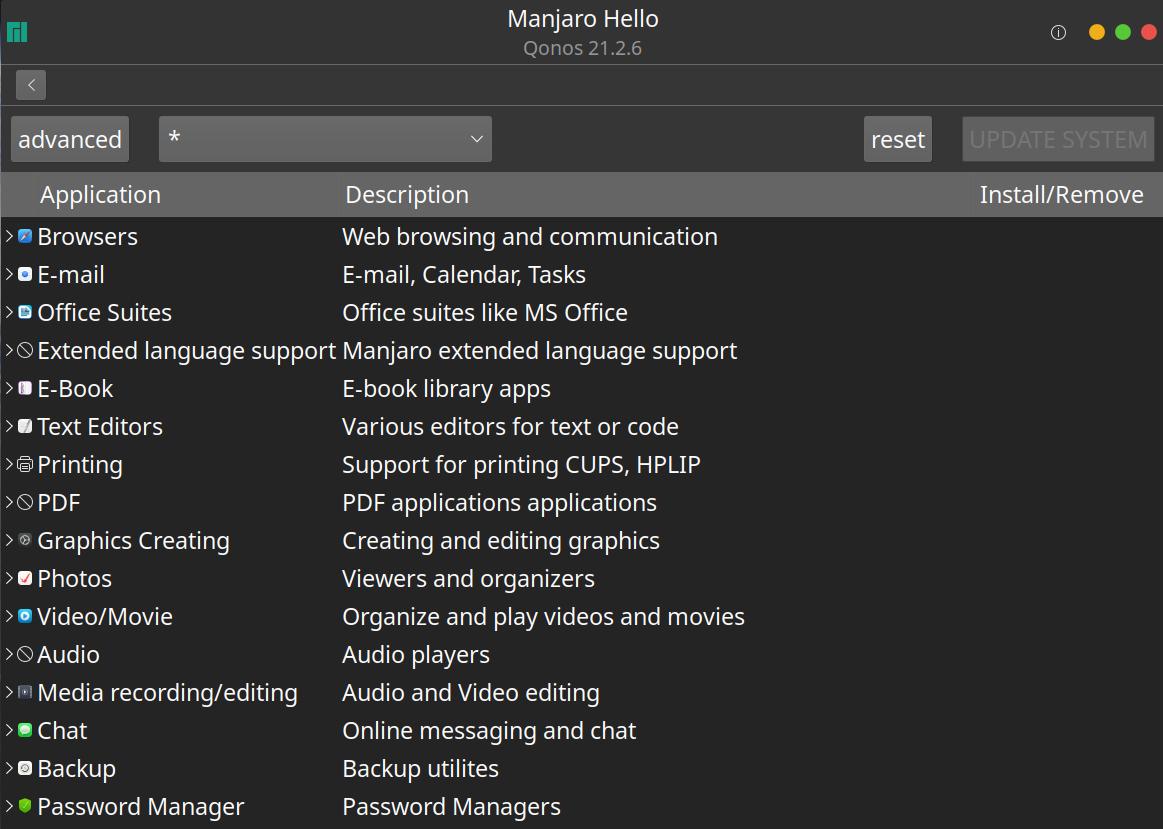 Manjaro Hello
Qonos 21.2.6
advanced * reset UPDATE SYSTEM
Application Description Install/Remove
Browsers Web browsing and communication
E-mail E-mail, Calendar, Tasks
Office Suites Office suites like MS Office
Extended language support Manjaro extended language support
E-Book E-book library apps
Text Editors Various editors for text or code
Printing Support for printing CUPS, HPLIP
PDF PDF applications applications
Graphics Creating Creating and editing graphics
Photos Viewers and organizers
Video/Movie Organize and play videos and movies
Audio Audio players
Media recording/editing Audio and Video editing
Chat Online messaging and chat
Backup Backup utilites
Password Manager Password Managers